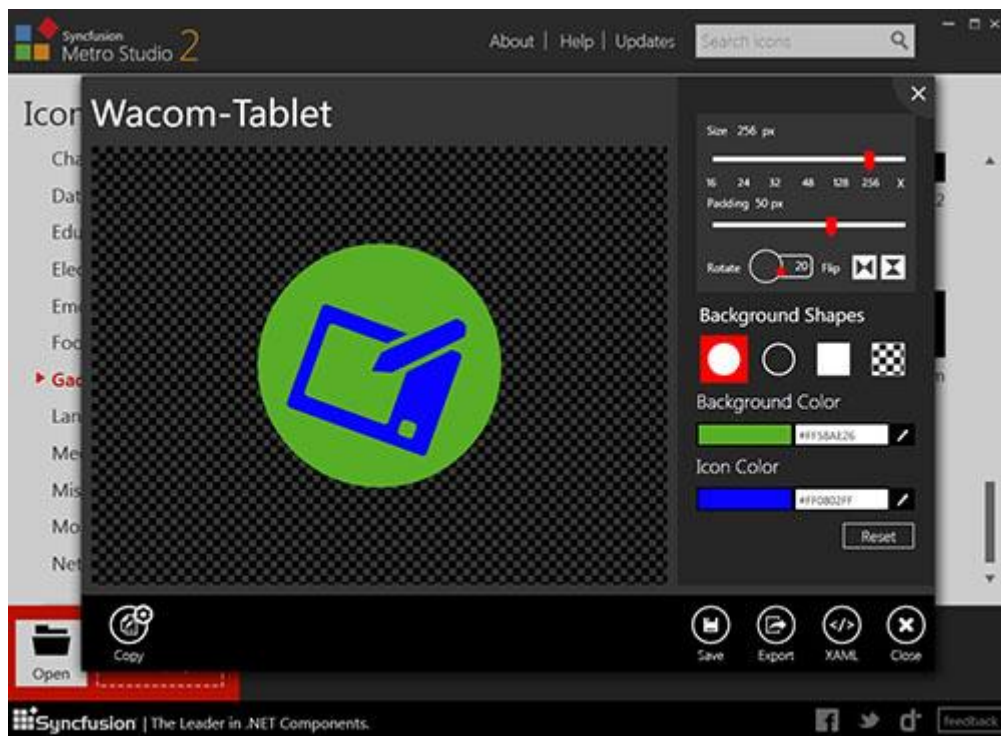 Syncfusion
Metro Studio 2
About | Help | Updates
Search icons
Icon
Wacom-Tablet
Size 256 px
16 24 32 48 128 256 X
Padding 50 px
Rotate 20 Flip
Background Shapes
Background Color
#FF58AE26
Icon Color
#FF0802FF
Reset
Cha
Dat
Edu
Elec
Em
Foo
Gad
Lan
Me
Mis
Mo
Net
Copy
Save
Export
XAML
Close
Open
Syncfusion | The Leader in .NET Components.
feedback